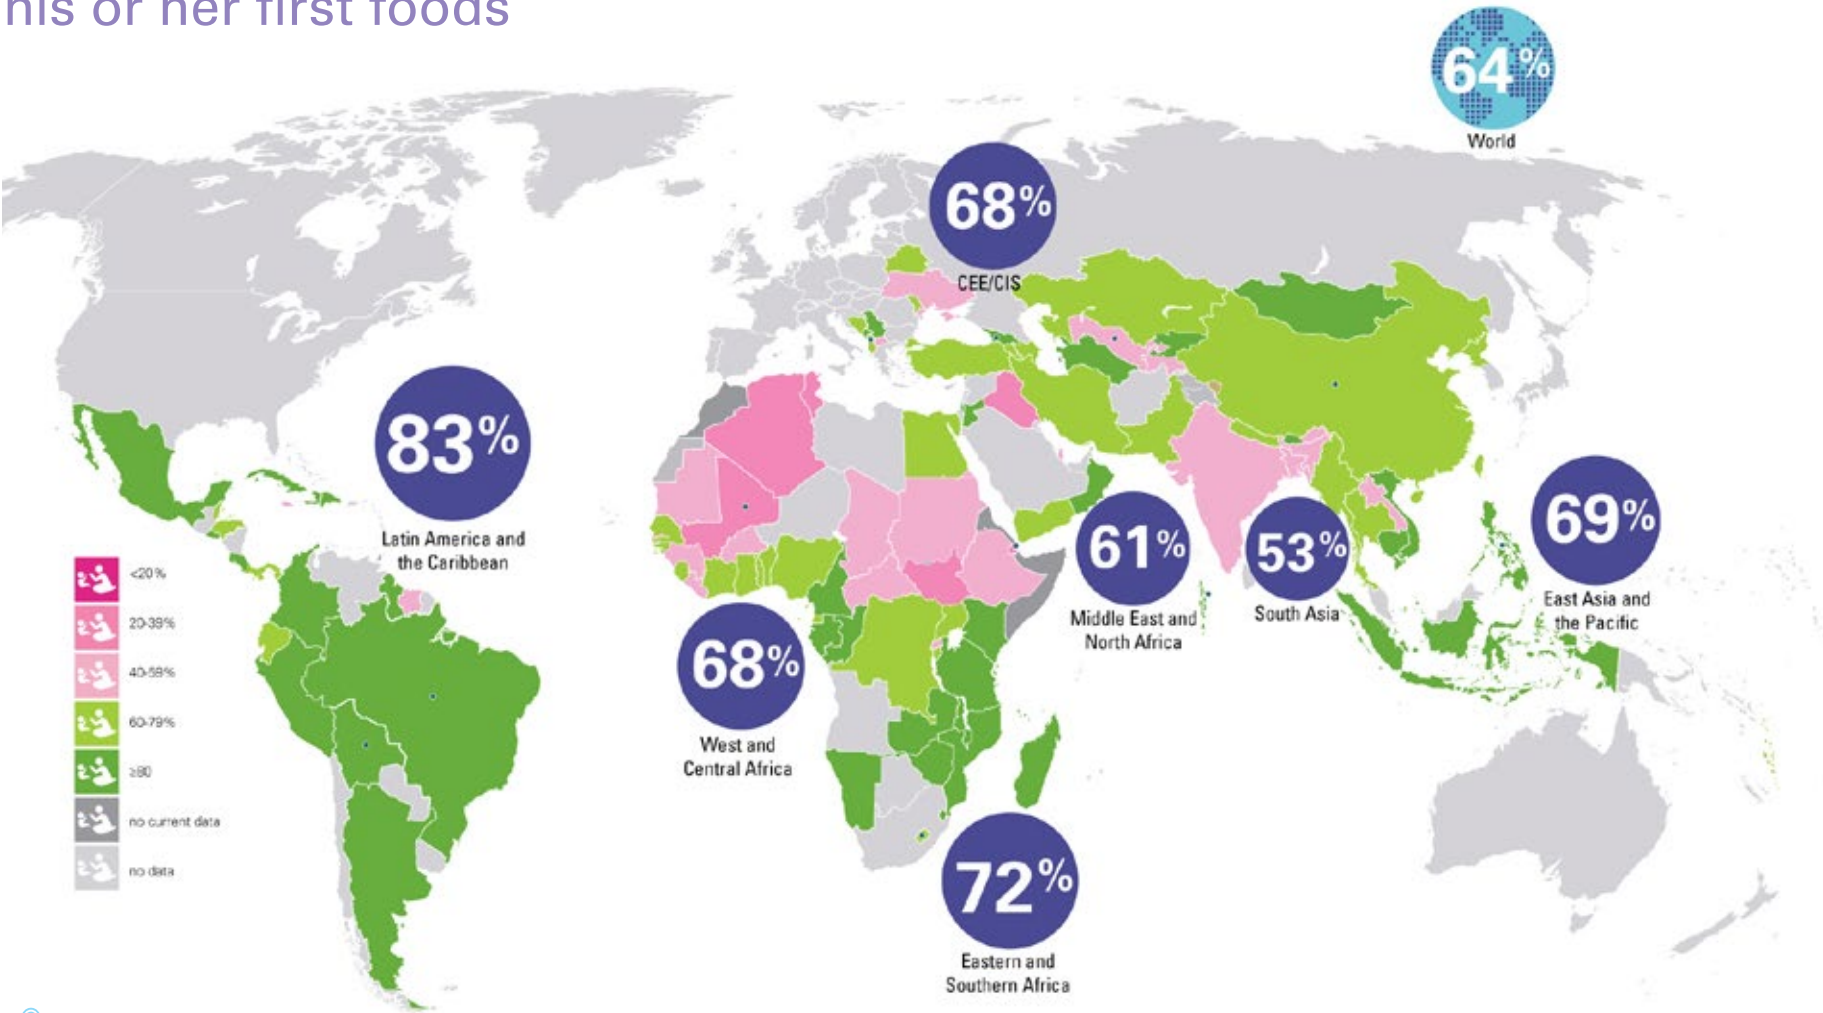 his or her first foods
64%
World
68%
CEE/CIS
83%
Latin America and
the Caribbean
69%
East Asia and
the Pacific
61%
Middle East and
North Africa
53%
South Asia
68%
West and
Central Africa
72%
Eastern and
Southern Africa
<20%
20-39%
40-59%
60-79%
≥80
no current data
no data